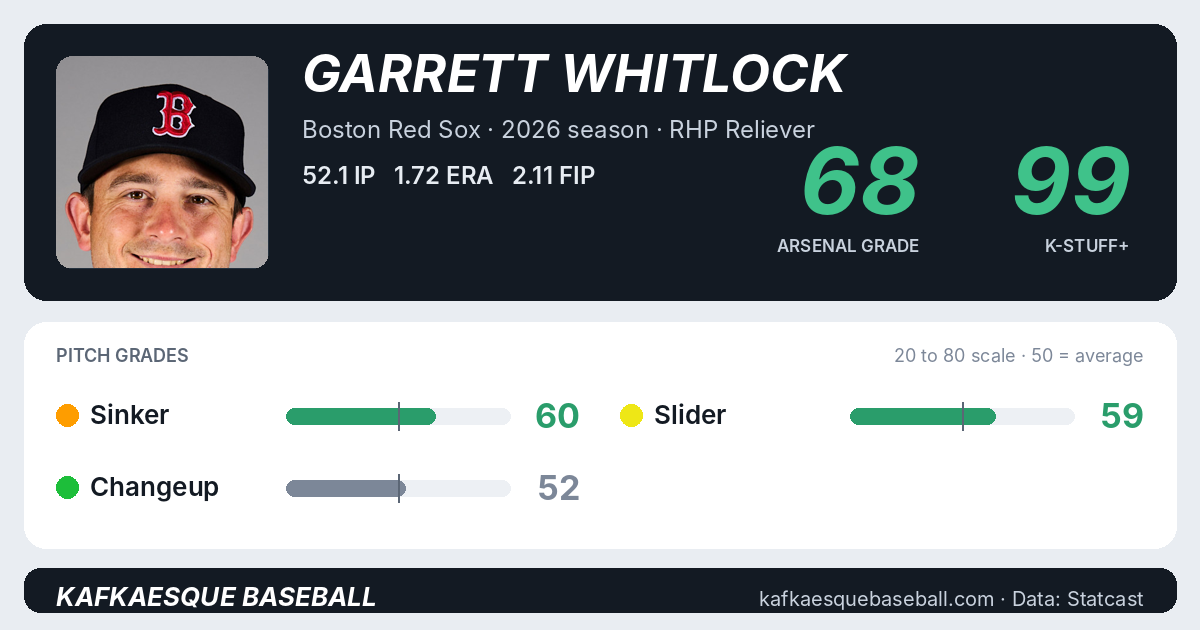 B
GARRETT WHITLOCK
Boston Red Sox · 2026 season · RHP Reliever
52.1 IP 1.72 ERA 2.11 FIP
68 99
ARSENAL GRADE K-STUFF+
PITCH GRADES 20 to 80 scale · 50 = average
Sinker 60 Slider 59
Changeup 52
KAFKAESQUE BASEBALL kafkaesquebaseball.com · Data: Statcast